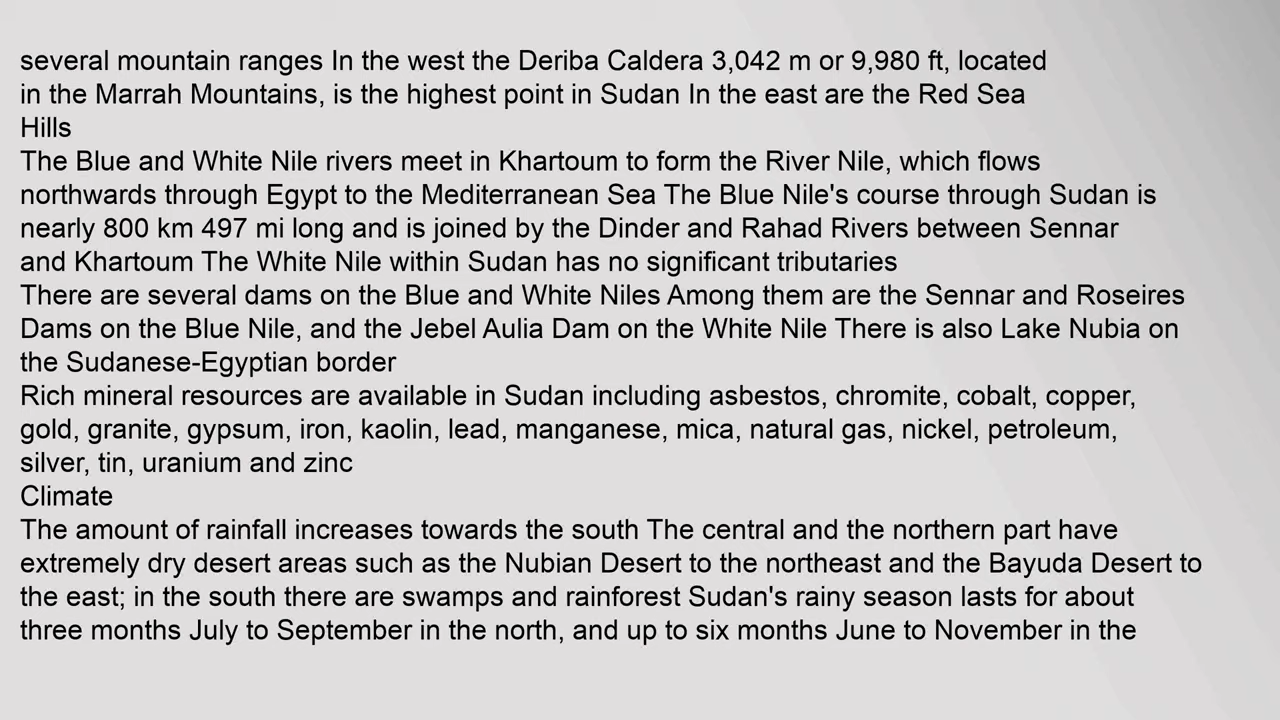 several mountain ranges In the west the Deriba Caldera 3,042 m or 9,980 ft, located
in the Marrah Mountains, is the highest point in Sudan In the east are the Red Sea
Hills
The Blue and White Nile rivers meet in Khartoum to form the River Nile, which flows
northwards through Egypt to the Mediterranean Sea The Blue Nile's course through Sudan is
nearly 800 km 497 mi long and is joined by the Dinder and Rahad Rivers between Sennar
and Khartoum The White Nile within Sudan has no significant tributaries
There are several dams on the Blue and White Niles Among them are the Sennar and Roseires
Dams on the Blue Nile, and the Jebel Aulia Dam on the White Nile There is also Lake Nubia on
the Sudanese-Egyptian border
Rich mineral resources are available in Sudan including asbestos, chromite, cobalt, copper,
gold, granite, gypsum, iron, kaolin, lead, manganese, mica, natural gas, nickel, petroleum,
silver, tin, uranium and zinc
Climate
The amount of rainfall increases towards the south The central and the northern part have
extremely dry desert areas such as the Nubian Desert to the northeast and the Bayuda Desert to
the east; in the south there are swamps and rainforest Sudan's rainy season lasts for about
three months July to September in the north, and up to six months June to November in the